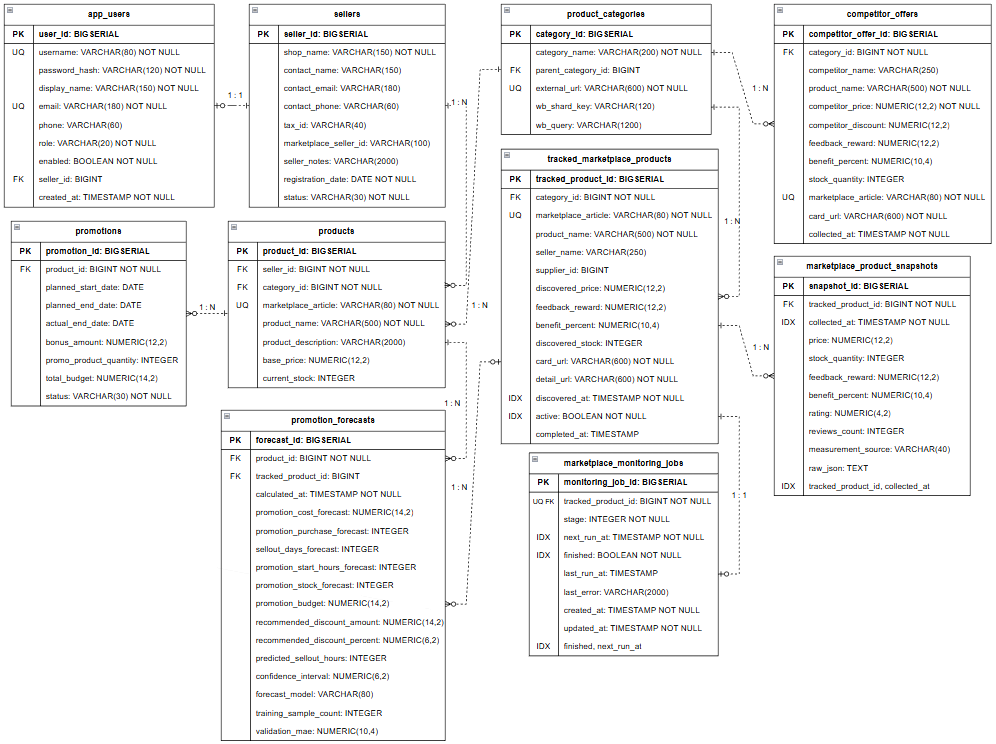 app_users
PK user_id: BIGSERIAL
UQ username: VARCHAR(80) NOT NULL
password_hash: VARCHAR(120) NOT NULL
display_name: VARCHAR(150) NOT NULL
UQ email: VARCHAR(180) NOT NULL
phone: VARCHAR(60)
role: VARCHAR(20) NOT NULL
enabled: BOOLEAN NOT NULL
FK seller_id: BIGINT
created_at: TIMESTAMP NOT NULL
1 : 1
sellers
PK seller_id: BIGSERIAL
shop_name: VARCHAR(150) NOT NULL
contact_name: VARCHAR(150)
contact_email: VARCHAR(180)
contact_phone: VARCHAR(60)
tax_id: VARCHAR(40)
marketplace_seller_id: VARCHAR(100)
seller_notes: VARCHAR(2000)
registration_date: DATE NOT NULL
status: VARCHAR(30) NOT NULL
1 : N
product_categories
PK category_id: BIGSERIAL
category_name: VARCHAR(200) NOT NULL
FK parent_category_id: BIGINT
UQ external_url: VARCHAR(600) NOT NULL
wb_shard_key: VARCHAR(120)
wb_query: VARCHAR(1200)
1 : N
competitor_offers
PK competitor_offer_id: BIGSERIAL
FK category_id: BIGINT NOT NULL
competitor_name: VARCHAR(250)
product_name: VARCHAR(500) NOT NULL
competitor_price: NUMERIC(12,2) NOT NULL
competitor_discount: NUMERIC(12,2)
feedback_reward: NUMERIC(12,2)
benefit_percent: NUMERIC(10,4)
stock_quantity: INTEGER
UQ marketplace_article: VARCHAR(80) NOT NULL
card_url: VARCHAR(600) NOT NULL
collected_at: TIMESTAMP NOT NULL
promotions
PK promotion_id: BIGSERIAL
FK product_id: BIGINT NOT NULL
planned_start_date: DATE
planned_end_date: DATE
actual_end_date: DATE
bonus_amount: NUMERIC(12,2)
promo_product_quantity: INTEGER
total_budget: NUMERIC(14,2)
status: VARCHAR(30) NOT NULL
1 : N
products
PK product_id: BIGSERIAL
FK seller_id: BIGINT NOT NULL
FK category_id: BIGINT NOT NULL
UQ marketplace_article: VARCHAR(80) NOT NULL
product_name: VARCHAR(500) NOT NULL
product_description: VARCHAR(2000)
base_price: NUMERIC(12,2)
current_stock: INTEGER
1 : N
1 : N
tracked_marketplace_products
PK tracked_product_id: BIGSERIAL
FK category_id: BIGINT NOT NULL
UQ marketplace_article: VARCHAR(80) NOT NULL
product_name: VARCHAR(500) NOT NULL
seller_name: VARCHAR(250)
supplier_id: BIGINT
discovered_price: NUMERIC(12,2)
feedback_reward: NUMERIC(12,2)
benefit_percent: NUMERIC(10,4)
discovered_stock: INTEGER
card_url: VARCHAR(600) NOT NULL
detail_url: VARCHAR(600) NOT NULL
IDX discovered_at: TIMESTAMP NOT NULL
IDX active: BOOLEAN NOT NULL
completed_at: TIMESTAMP
1 : N
1 : N
marketplace_product_snapshots
PK snapshot_id: BIGSERIAL
FK tracked_product_id: BIGINT NOT NULL
IDX collected_at: TIMESTAMP NOT NULL
price: NUMERIC(12,2)
stock_quantity: INTEGER
feedback_reward: NUMERIC(12,2)
benefit_percent: NUMERIC(10,4)
rating: NUMERIC(4,2)
reviews_count: INTEGER
measurement_source: VARCHAR(40)
raw_json: TEXT
IDX tracked_product_id, collected_at
promotion_forecasts
PK forecast_id: BIGSERIAL
FK product_id: BIGINT NOT NULL
FK tracked_product_id: BIGINT
calculated_at: TIMESTAMP NOT NULL
promotion_cost_forecast: NUMERIC(14,2)
promotion_purchase_forecast: INTEGER
sellout_days_forecast: INTEGER
promotion_start_hours_forecast: INTEGER
promotion_stock_forecast: INTEGER
promotion_budget: NUMERIC(14,2)
recommended_discount_amount: NUMERIC(14,2)
recommended_discount_percent: NUMERIC(6,2)
predicted_sellout_hours: INTEGER
confidence_interval: NUMERIC(6,2)
forecast_model: VARCHAR(80)
training_sample_count: INTEGER
validation_mae: NUMERIC(10,4)
1 : N
marketplace_monitoring_jobs
PK monitoring_job_id: BIGSERIAL
UQ FK tracked_product_id: BIGINT NOT NULL
stage: INTEGER NOT NULL
IDX next_run_at: TIMESTAMP NOT NULL
IDX finished: BOOLEAN NOT NULL
last_run_at: TIMESTAMP
last_error: VARCHAR(2000)
created_at: TIMESTAMP NOT NULL
updated_at: TIMESTAMP NOT NULL
IDX finished, next_run_at
1 : 1